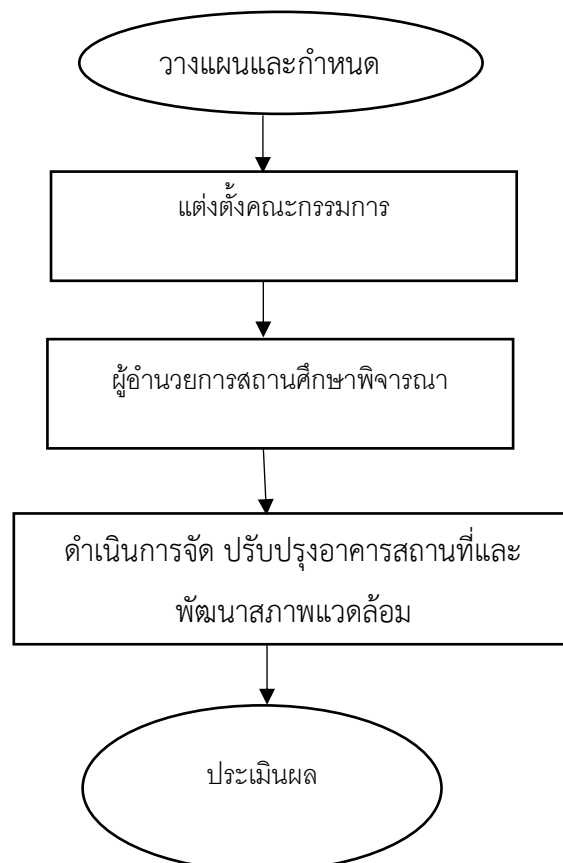 วางแผนและกำหนด
แต่งตั้งคณะกรรมการ
ผู้อำนวยการสถานศึกษาพิจารณา
ดำเนินการจัด ปรับปรุงอาคารสถานที่และ
พัฒนาสภาพแวดล้อม
ประเมินผล